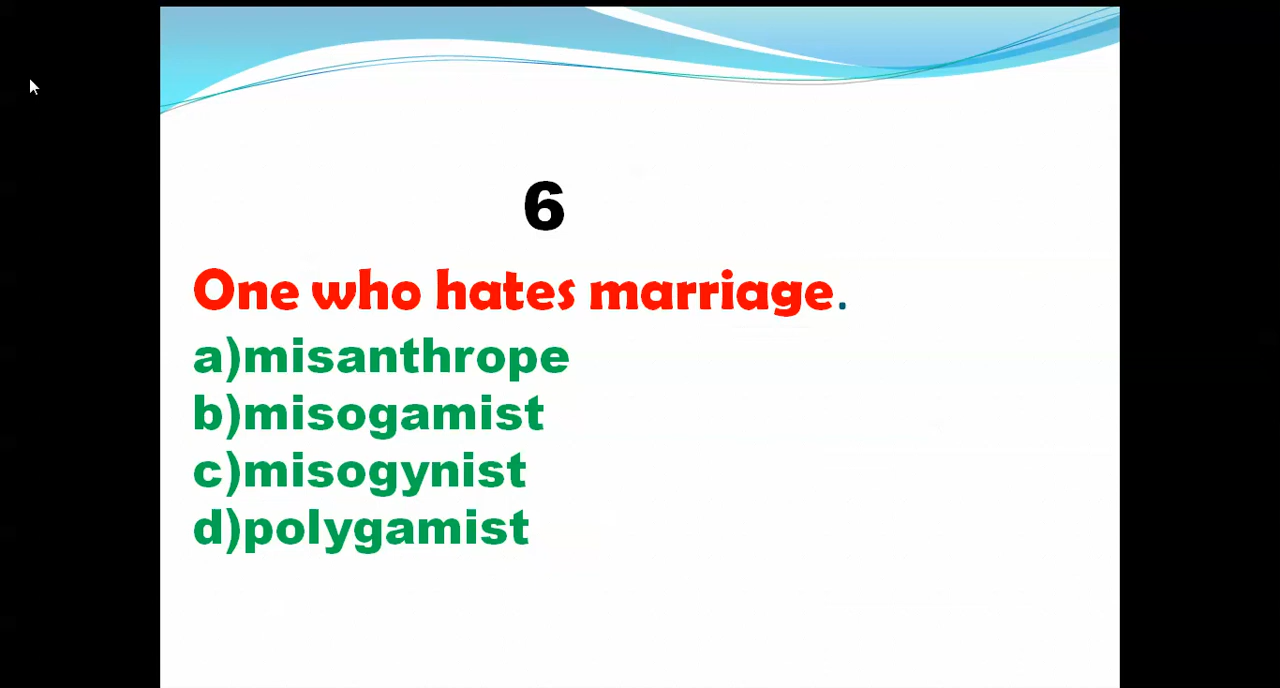 6
One who hates marriage.
a)misanthrope
b)misogamist
c)misogynist
d)polygamist